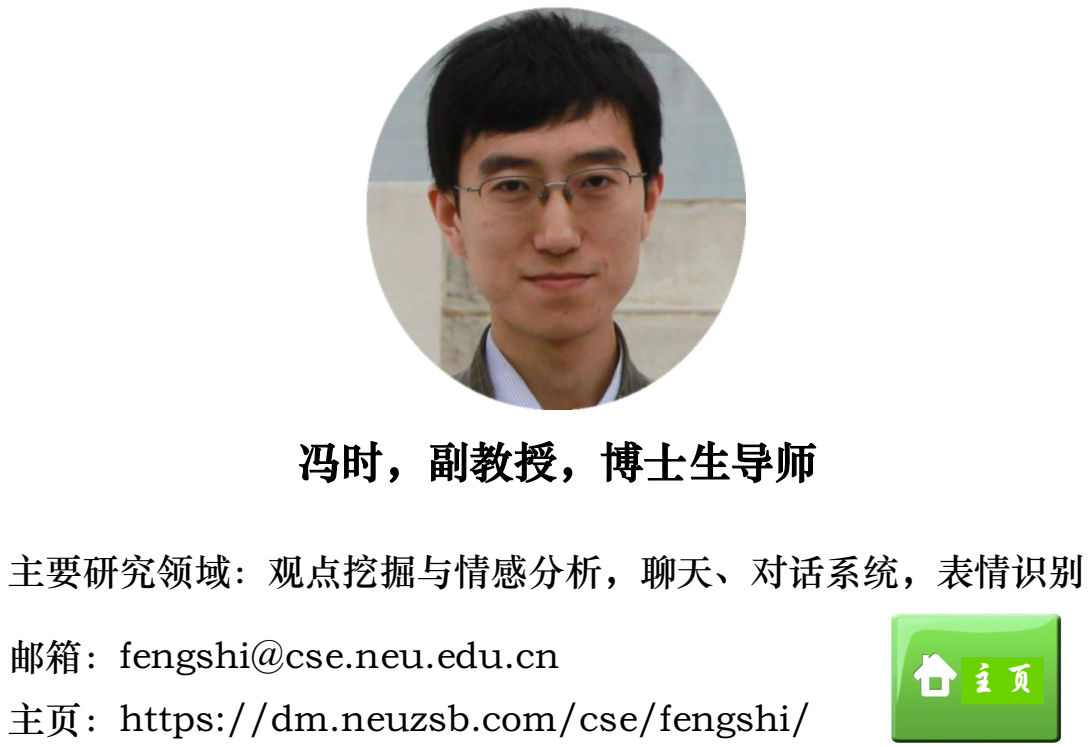 冯时，副教授，博士生导师
主要研究领域：观点挖掘与情感分析，聊天、对话系统，表情识别
邮箱：fengshi@cse.neu.edu.cn
主页：https://dm.neuzsb.com/cse/fengshi/
主页